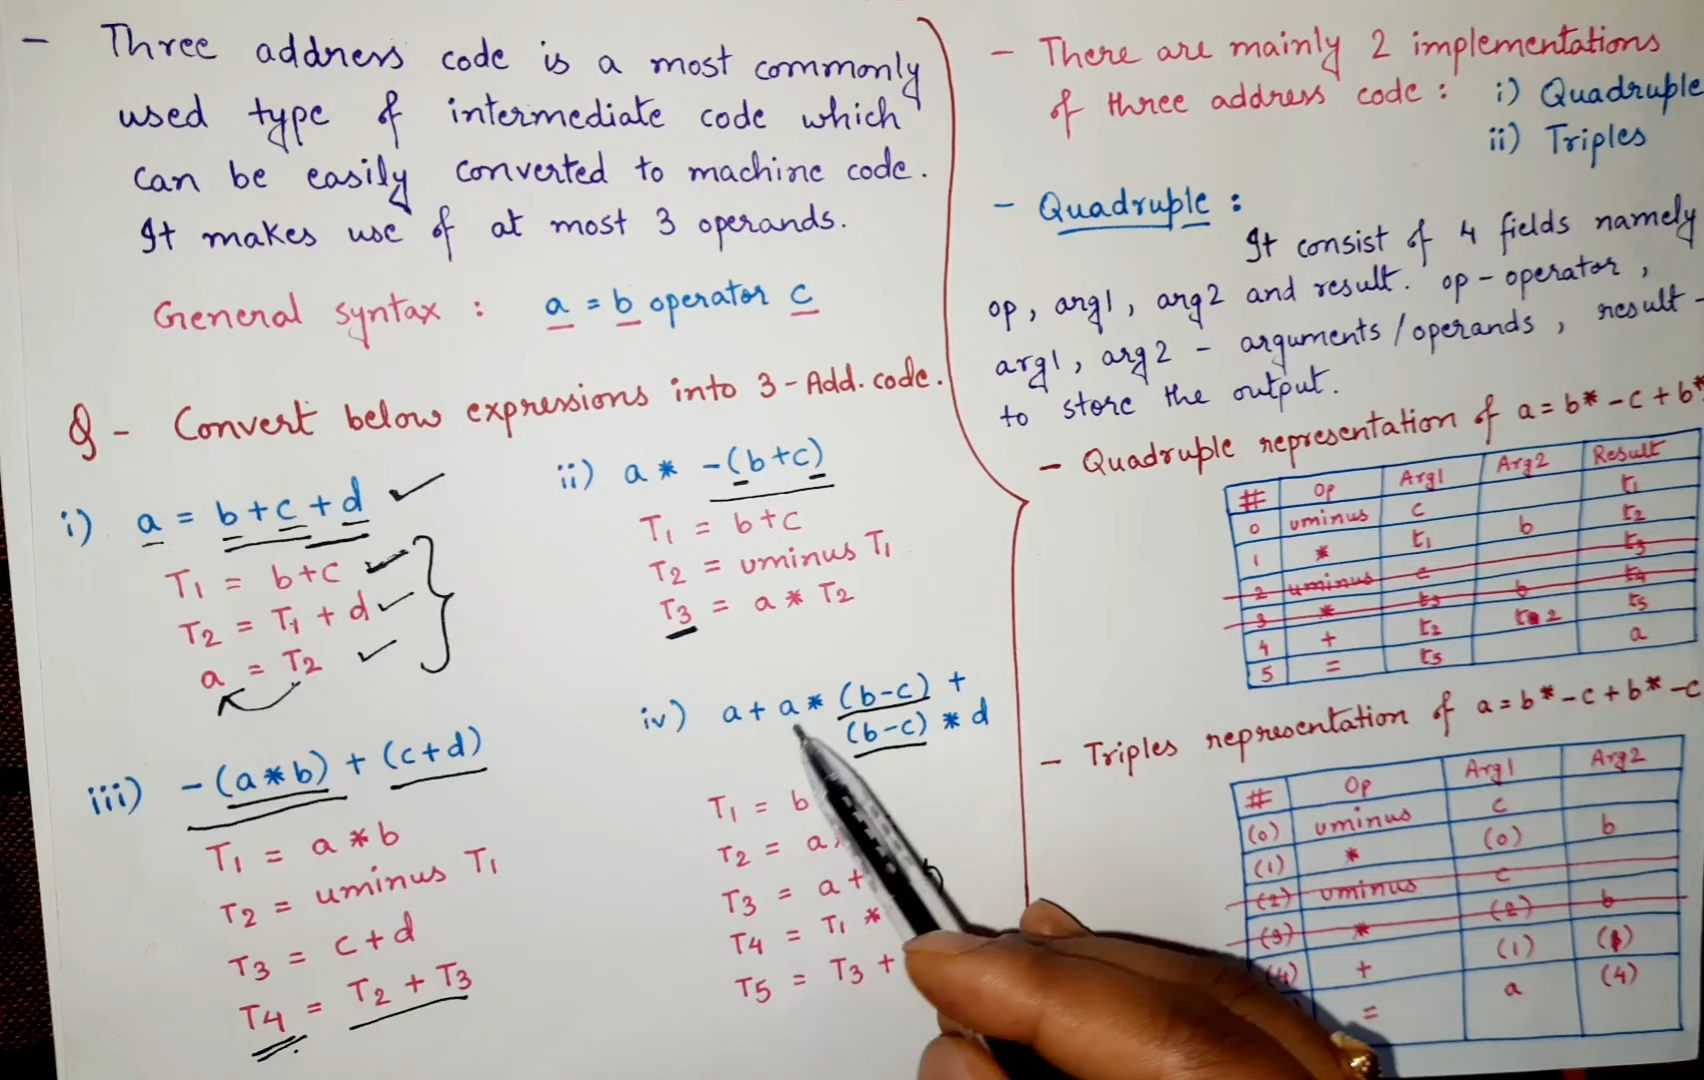 - Three address code is a most commonly
used type of intermediate code which
can be easily converted to machine code.
It makes use of at most 3 operands.
General syntax : a = b operator c
Q - Convert below expressions into 3-Add. code.
i) a = b + c + d
T1 = b+c
T2 = T1 + d
a = T2
ii) a * -(b+c)
T1 = b+c
T2 = uminus T1
T3 = a * T2
iii) -(a*b) + (c+d)
T1 = a * b
T2 = uminus T1
T3 = c+d
T4 = T2 + T3
iv) a + a * (b-c) +
(b-c) * d
T1 = b
T2 = a
T3 = a +
T4 = T1 *
T5 = T3 +
- There are mainly 2 implementations
of three address code : i) Quadruple
ii) Triples
- Quadruple :
It consist of 4 fields namely
op, arg1, arg2 and result. op - operator,
arg1, arg2 - arguments/operands, result -
to store the output.
- Quadruple representation of a = b* -c + b*
# Op Arg1 Arg2 Result
0 uminus c t1
1 * t1 b t2
2 uminus c t3
3 * t3 b t4
4 + t2 t2 t5
5 = t5 a
- Triples representation of a = b* -c + b* -c
# Op Arg1 Arg2
(0) uminus c
(1) * (0) b
(2) uminus c
(3) * (2) b
(4) + (1) (1)
= a (4)